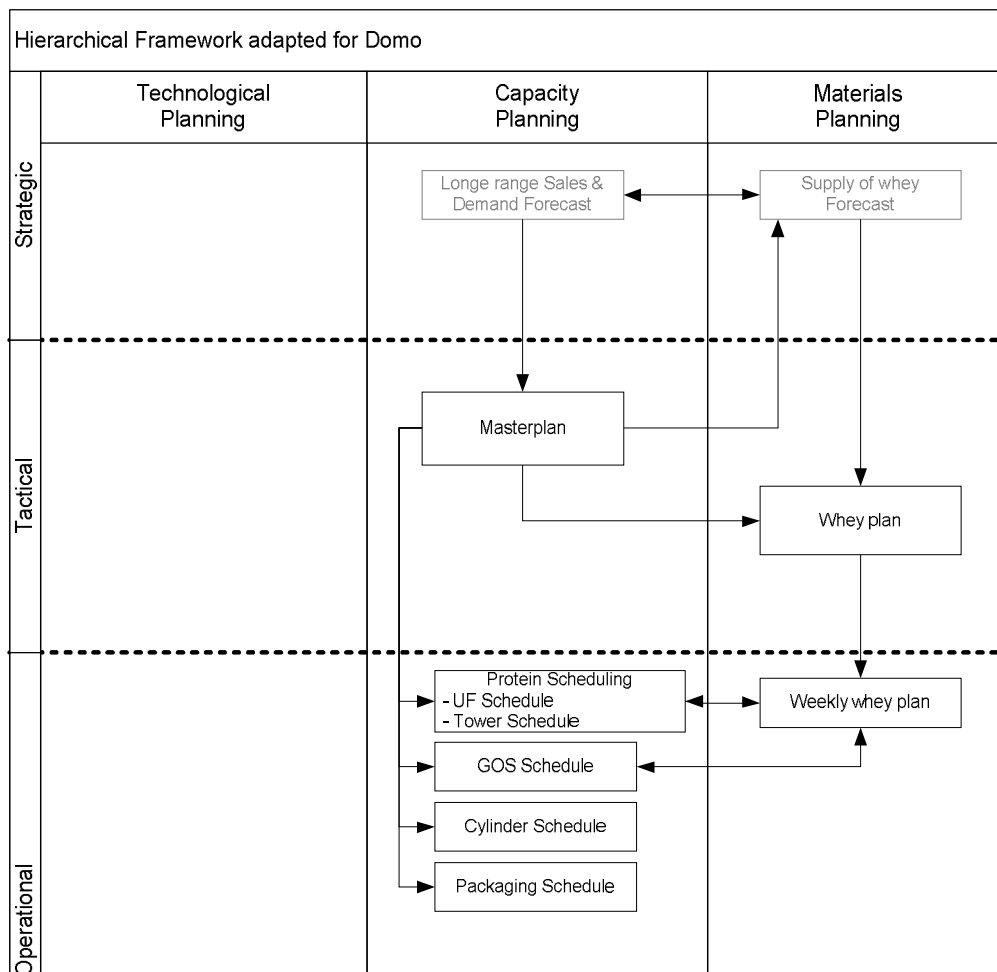 Hierarchical Framework adapted for Domo
Technological
Planning
Capacity
Planning
Materials
Planning
Strategic
Longe range Sales &
Demand Forecast
Supply of whey
Forecast
Tactical
Masterplan
Whey plan
Operational
Protein Scheduling
- UF Schedule
- Tower Schedule
Weekly whey plan
GOS Schedule
Cylinder Schedule
Packaging Schedule